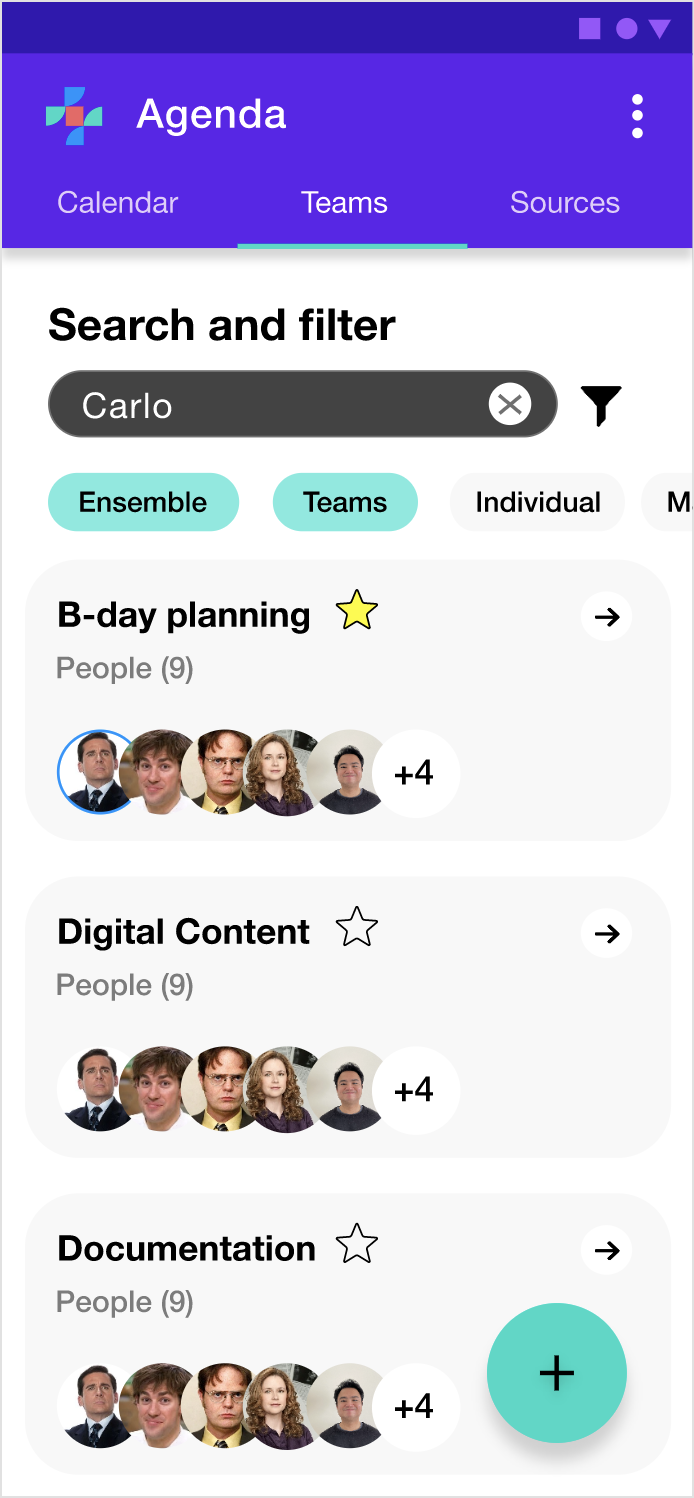 Agenda
Calendar Teams Sources
Search and filter
Carlo
Ensemble Teams Individual
B-day planning
People (9)
+4
Digital Content
People (9)
+4
Documentation
People (9)
+4
+